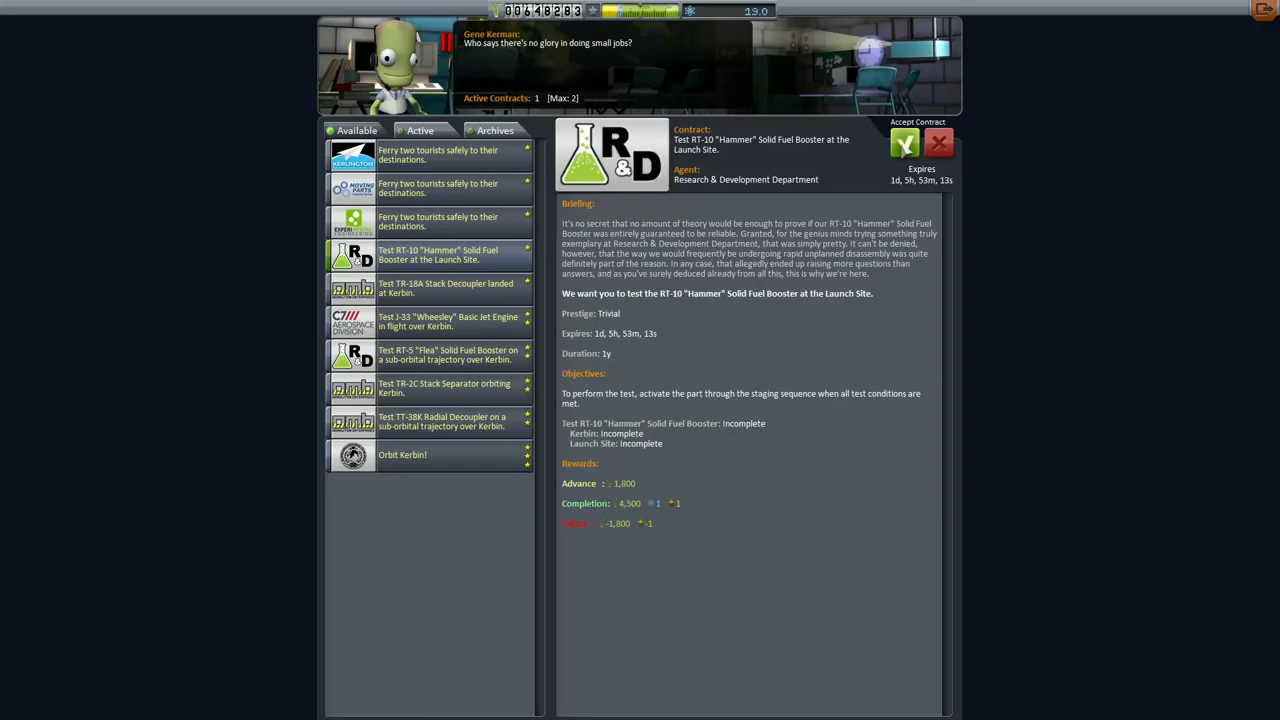 00648283
19.0
Gene Kerman:
Who says there's no glory in doing small jobs?
Active Contracts: 1 [Max: 2]
Available
Active
Archives
KERLINGTON
Ferry two tourists safely to their
destinations.
MOVING
PARTS
Ferry two tourists safely to their
destinations.
ENGINEERING
Ferry two tourists safely to their
destinations.
R&D
Test RT-10 "Hammer" Solid Fuel
Booster at the Launch Site.
Test TR-18A Stack Decoupler landed
at Kerbin.
C7///
AEROSPACE
DIVISION
Test J-33 "Wheesley" Basic Jet Engine
in flight over Kerbin.
R&D
Test RT-5 "Flea" Solid Fuel Booster on
a sub-orbital trajectory over Kerbin.
Test TR-2C Stack Separator orbiting
Kerbin.
Test TT-38K Radial Decoupler on a
sub-orbital trajectory over Kerbin.
Orbit Kerbin!
R&D
Contract:
Test RT-10 "Hammer" Solid Fuel Booster at the
Launch Site.
Agent:
Research & Development Department
Accept Contract
Expires
1d, 5h, 53m, 13s
Briefing:
It's no secret that no amount of theory would be enough to prove if our RT-10 "Hammer" Solid Fuel
Booster was entirely guaranteed to be reliable. Granted, for the genius minds trying something truly
exemplary at Research & Development Department, that was simply pretty. It can't be denied,
however, that the way we would frequently be undergoing rapid unplanned disassembly was quite
definitely part of the reason. In any case, that allegedly ended up raising more questions than
answers, and as you've surely deduced already from all this, this is why we're here.
We want you to test the RT-10 "Hammer" Solid Fuel Booster at the Launch Site.
Prestige: Trivial
Expires: 1d, 5h, 53m, 13s
Duration: 1y
Objectives:
To perform the test, activate the part through the staging sequence when all test conditions are
met.
Test RT-10 "Hammer" Solid Fuel Booster: Incomplete
Kerbin: Incomplete
Launch Site: Incomplete
Rewards:
Advance : 1,800
Completion: 4,500 1 1
Failure: -1,800 -1